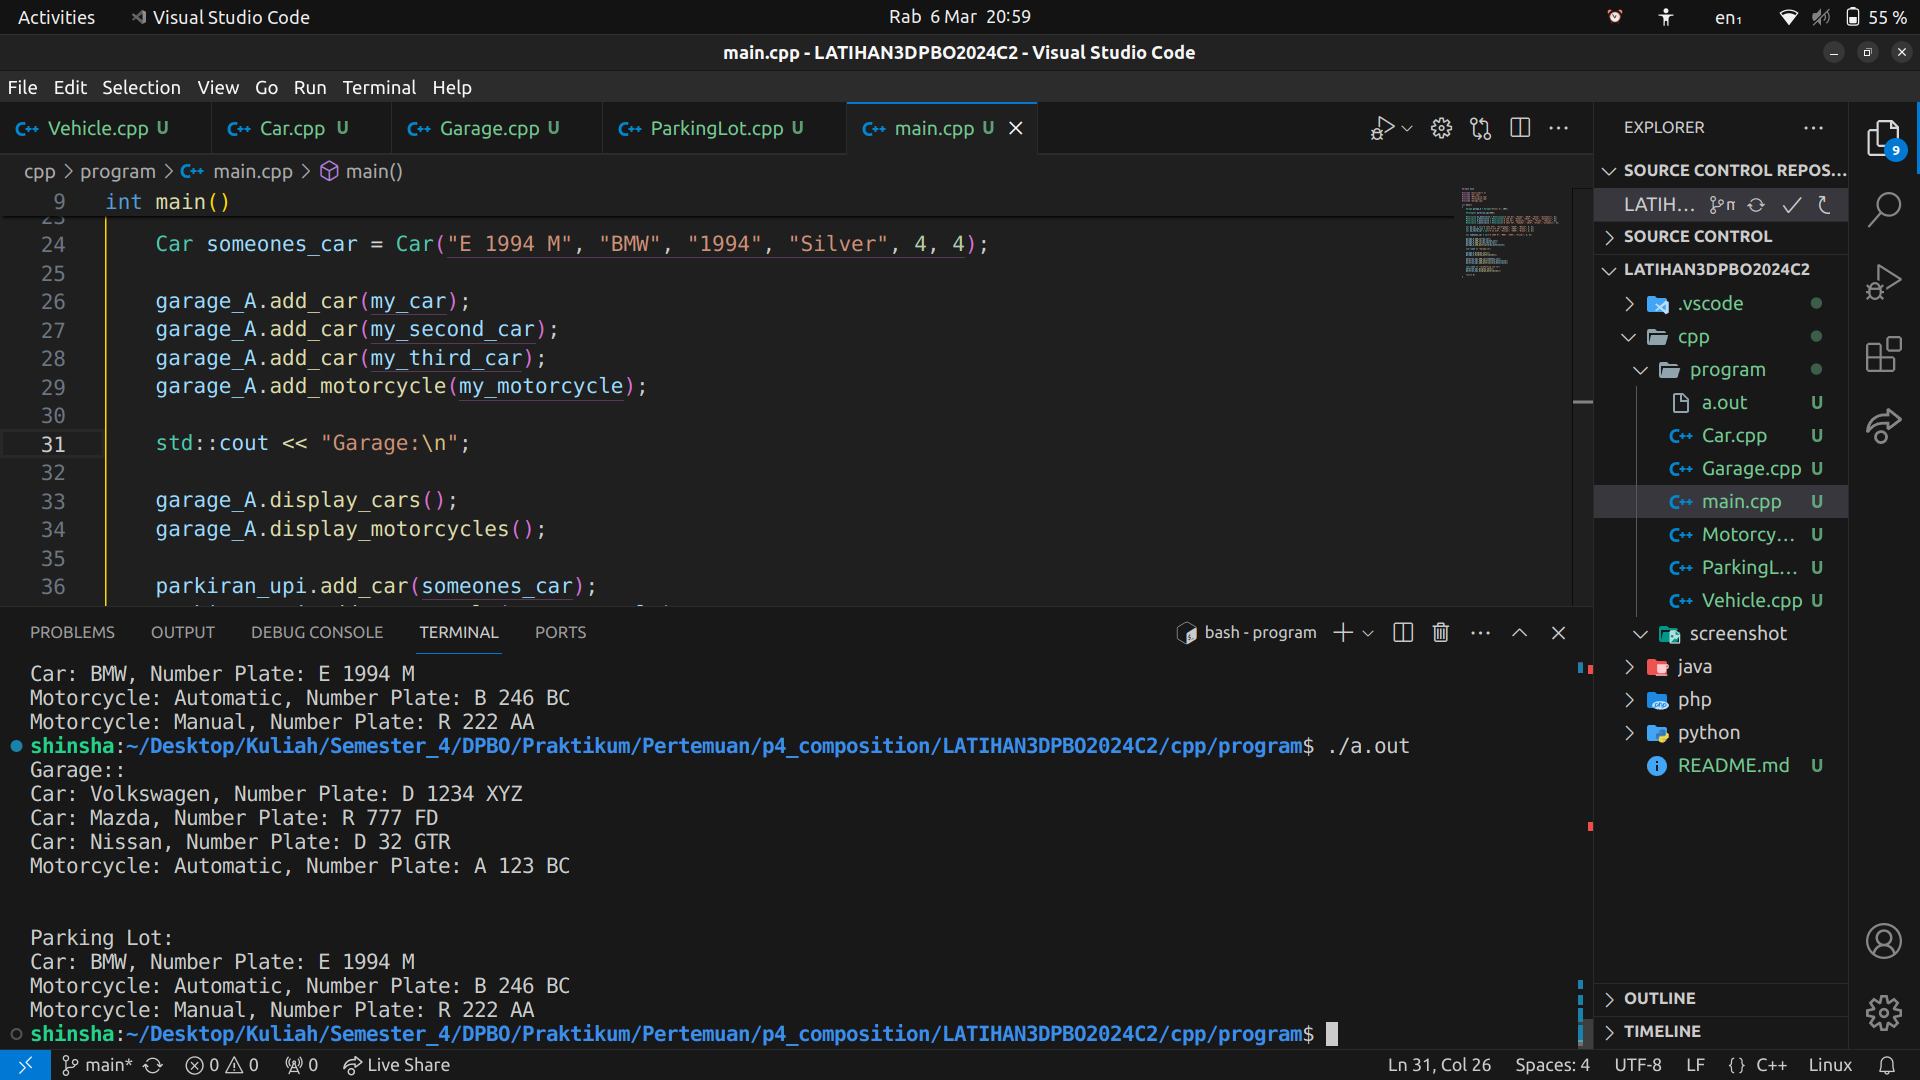 Activities Visual Studio Code Rab 6 Mar 20:59 en₁ 55 %
main.cpp - LATIHAN3DPBO2024C2 - Visual Studio Code
File Edit Selection View Go Run Terminal Help
Vehicle.cpp U Car.cpp U Garage.cpp U ParkingLot.cpp U main.cpp U
cpp > program > main.cpp > main()
9 int main()
23
24 Car someones_car = Car("E 1994 M", "BMW", "1994", "Silver", 4, 4);
25
26 garage_A.add_car(my_car);
27 garage_A.add_car(my_second_car);
28 garage_A.add_car(my_third_car);
29 garage_A.add_motorcycle(my_motorcycle);
30
31 std::cout << "Garage:\n";
32
33 garage_A.display_cars();
34 garage_A.display_motorcycles();
35
36 parkiran_upi.add_car(someones_car);
PROBLEMS OUTPUT DEBUG CONSOLE TERMINAL PORTS bash - program
Car: BMW, Number Plate: E 1994 M
Motorcycle: Automatic, Number Plate: B 246 BC
Motorcycle: Manual, Number Plate: R 222 AA
shinsha:~/Desktop/Kuliah/Semester_4/DPBO/Praktikum/Pertemuan/p4_composition/LATIHAN3DPBO2024C2/cpp/program$ ./a.out
Garage::
Car: Volkswagen, Number Plate: D 1234 XYZ
Car: Mazda, Number Plate: R 777 FD
Car: Nissan, Number Plate: D 32 GTR
Motorcycle: Automatic, Number Plate: A 123 BC
Parking Lot:
Car: BMW, Number Plate: E 1994 M
Motorcycle: Automatic, Number Plate: B 246 BC
Motorcycle: Manual, Number Plate: R 222 AA
shinsha:~/Desktop/Kuliah/Semester_4/DPBO/Praktikum/Pertemuan/p4_composition/LATIHAN3DPBO2024C2/cpp/program$
EXPLORER
9
SOURCE CONTROL REPOS...
LATIH...
SOURCE CONTROL
LATIHAN3DPBO2024C2
.vscode
cpp
program
a.out U
Car.cpp U
Garage.cpp U
main.cpp U
Motorcy... U
ParkingL... U
Vehicle.cpp U
screenshot
java
php
python
README.md U
OUTLINE
TIMELINE
main* 0 0 0 Live Share Ln 31, Col 26 Spaces: 4 UTF-8 LF {} C++ Linux